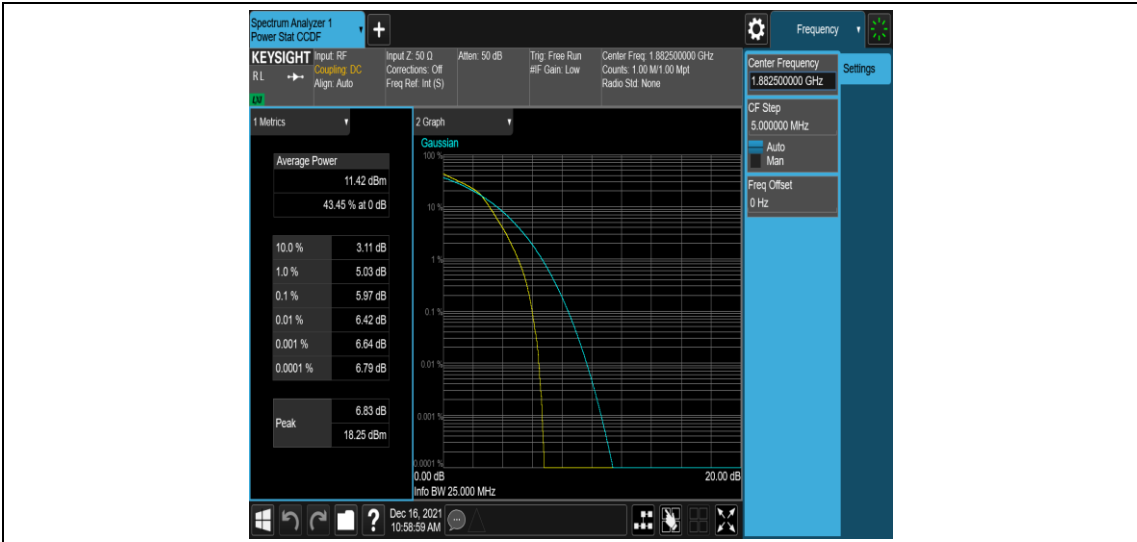 Spectrum Analyzer 1
Power Stat CCDF
+
Frequency
KEYSIGHT
RL
LXI
Input: RF
Coupling: DC
Align: Auto
Input Z: 50 Ω
Corrections: Off
Freq Ref: Int (S)
Atten: 50 dB
Trig: Free Run
#IF Gain: Low
Center Freq: 1.882500000 GHz
Counts: 1.00 M/1.00 Mpt
Radio Std: None
Center Frequency
1.882500000 GHz
Settings
CF Step
5.000000 MHz
Auto
Man
Freq Offset
0 Hz
1 Metrics
Average Power
11.42 dBm
43.45 % at 0 dB
10.0 % 3.11 dB
1.0 % 5.03 dB
0.1 % 5.97 dB
0.01 % 6.42 dB
0.001 % 6.64 dB
0.0001 % 6.79 dB
Peak
6.83 dB
18.25 dBm
2 Graph
Gaussian
100 %
10 %
1 %
0.1 %
0.01 %
0.001 %
0.0001 %
0.00 dB
20.00 dB
Info BW 25.000 MHz
?
Dec 16, 2021
10:58:59 AM